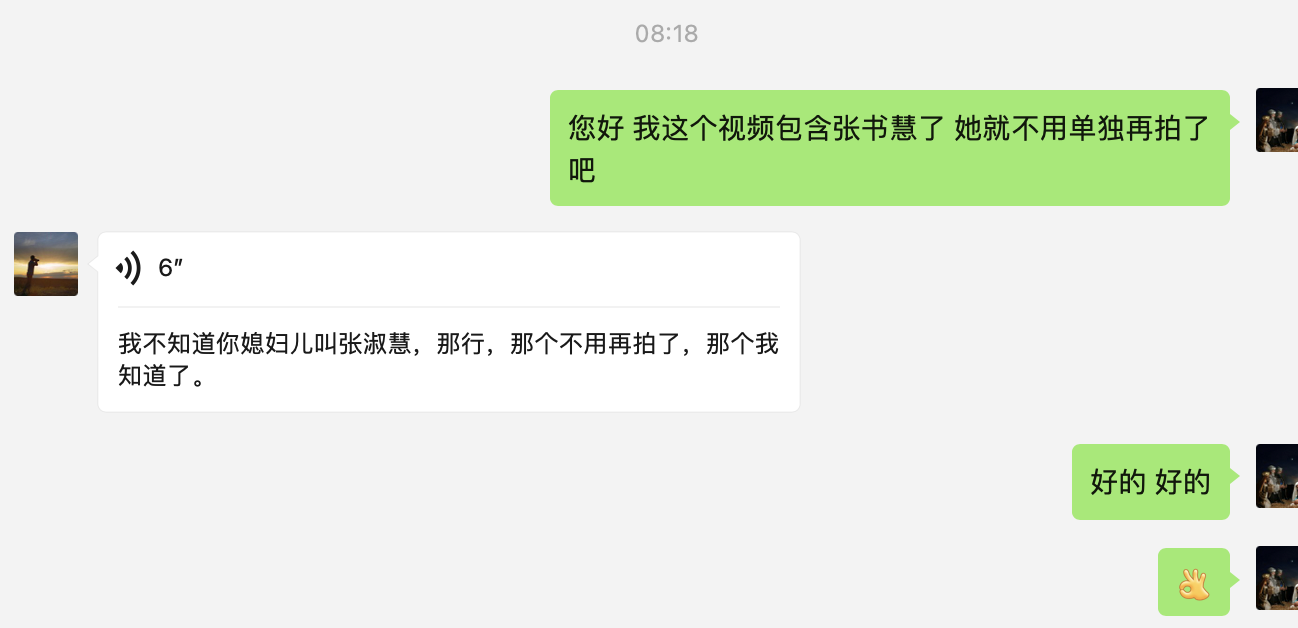 08:18
您好 我这个视频包含张书慧了 她就不用单独再拍了
吧
6″
我不知道你媳妇儿叫张淑慧，那行，那个不用再拍了，那个我
知道了。
好的 好的